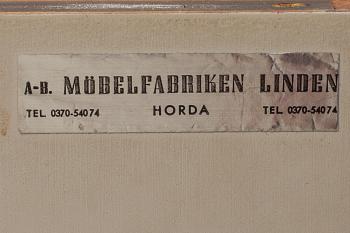 A-B. MÖBELFABRIKEN LINDEN
TEL. 0370-54074 HORDA TEL. 0370-54074